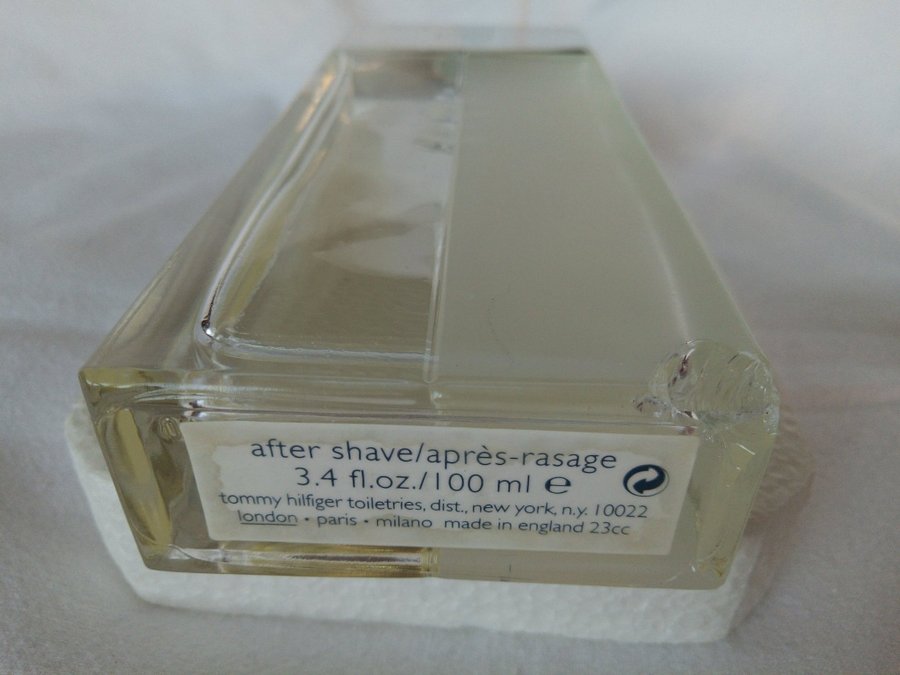 after shave/après-rasage
3.4 fl.oz./100 ml ℮
tommy hilfiger toiletries, dist., new york, n.y. 10022
london • paris • milano made in england 23cc